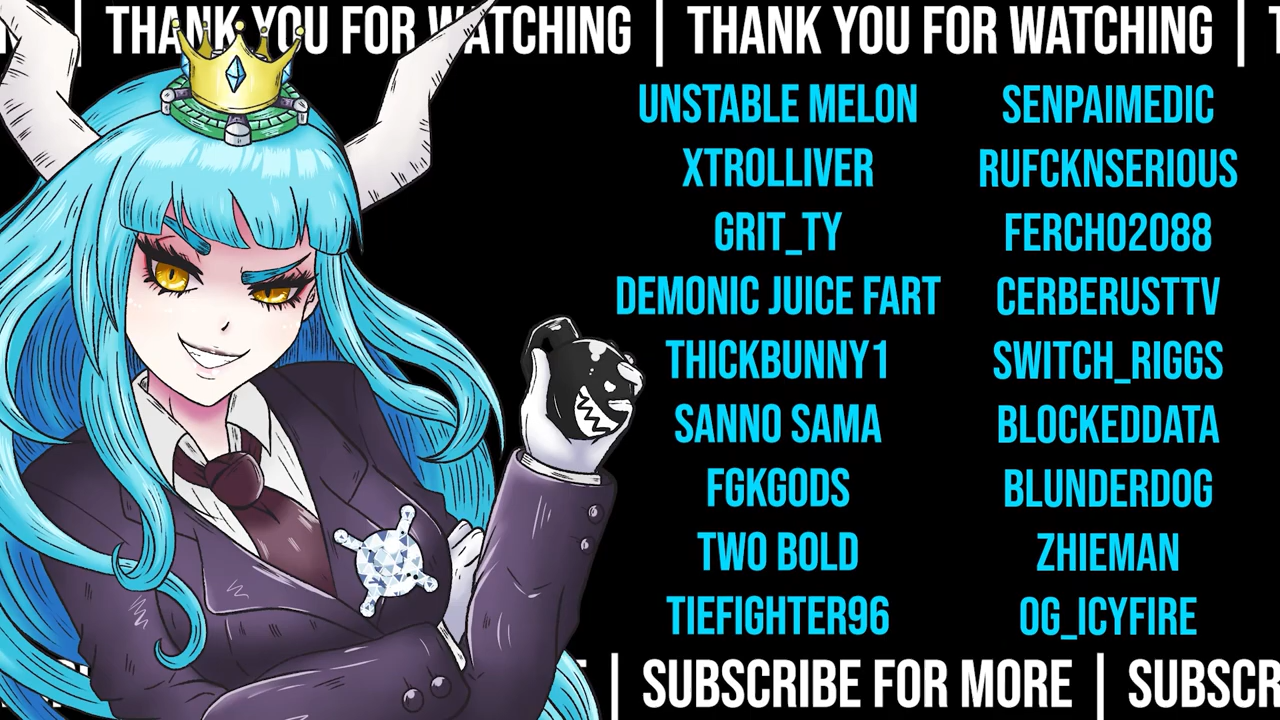 THANK YOU FOR WATCHING | THANK YOU FOR WATCHING |
UNSTABLE MELON
XTROLLIVER
GRIT_TY
DEMONIC JUICE FART
THICKBUNNY1
SANNO SAMA
FGKGODS
TWO BOLD
TIEFIGHTER96
SENPAIMEDIC
RUFCKNSERIOUS
FERCHO2088
CERBERUSTTV
SWITCH_RIGGS
BLOCKEDDATA
BLUNDERDOG
ZHIEMAN
OG_ICYFIRE
| SUBSCRIBE FOR MORE | SUBSCR